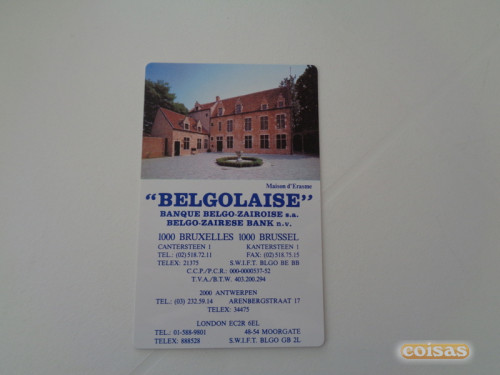 Maison d'Erasme
"BELGOLAISE"
BANQUE BELGO-ZAIROISE s.a.
BELGO-ZAIRESE BANK n.v.
1000 BRUXELLES 1000 BRUSSEL
CANTERSTEEN 1 KANTERSTEEN 1
TEL.: (02) 518.72.11 FAX: (02) 518.75.15
TELEX: 21375 S.W.I.F.T. BLGO BE BB
C.C.P./P.C.R.: 000-0000537-52
T.V.A./B.T.W. 403.200.294
2000 ANTWERPEN
TEL.: (03) 232.59.14 ARENBERGSTRAAT 17
TELEX: 34475
LONDON EC2R 6EL
TEL.: 01-588-9801 48-54 MOORGATE
TELEX: 888528 S.W.I.F.T. BLGO GB 2L
coisas